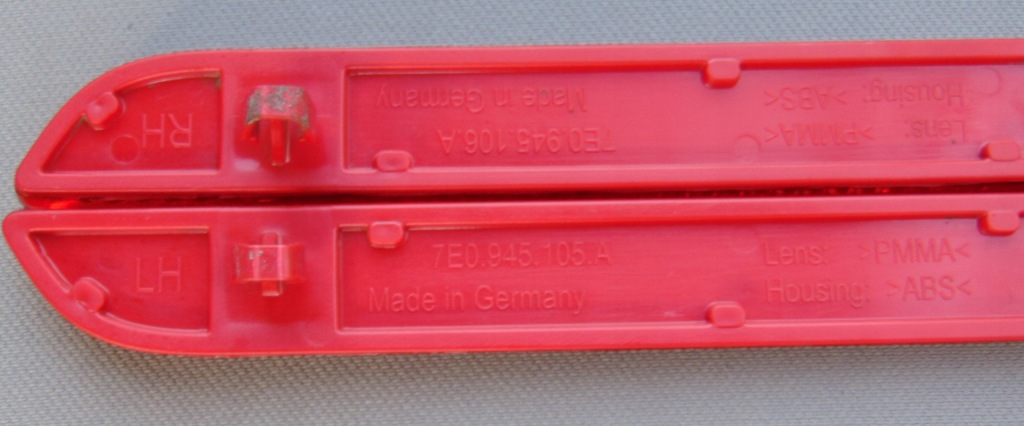 RH
7E0.945.106.A
Made in Germany
Lens: >PMMA<
Housing: >ABS<
LH
7E0.945.105.A
Made in Germany
Lens: >PMMA<
Housing: >ABS<